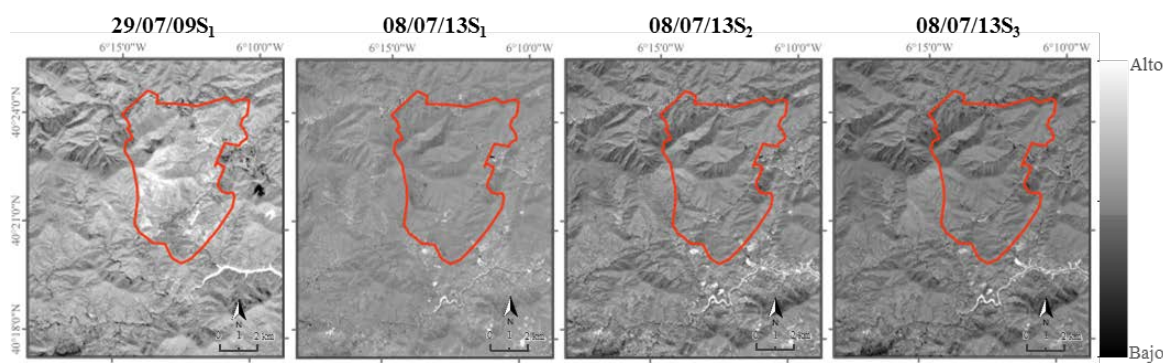 29/07/09S₁
08/07/13S₁
08/07/13S₂
08/07/13S₃
6°15'0"W 6°10'0"W
6°15'0"W 6°10'0"W
6°15'0"W 6°10'0"W
6°15'0"W 6°10'0"W
Alto
40°24'0"N
40°21'0"N
40°18'0"N
N
0 1 2 km
N
0 1 2 km
N
0 1 2 km
N
0 1 2 km
Bajo